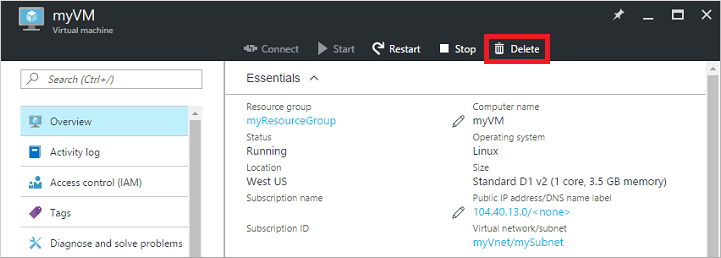 myVM
Virtual machine
Connect Start Restart Stop Delete
Search (Ctrl+/)
Overview
Activity log
Access control (IAM)
Tags
Diagnose and solve problems
Essentials
Resource group
myResourceGroup
Status
Running
Location
West US
Subscription name
Subscription ID
Computer name
myVM
Operating system
Linux
Size
Standard D1 v2 (1 core, 3.5 GB memory)
Public IP address/DNS name label
104.40.13.0/<none>
Virtual network/subnet
myVnet/mySubnet